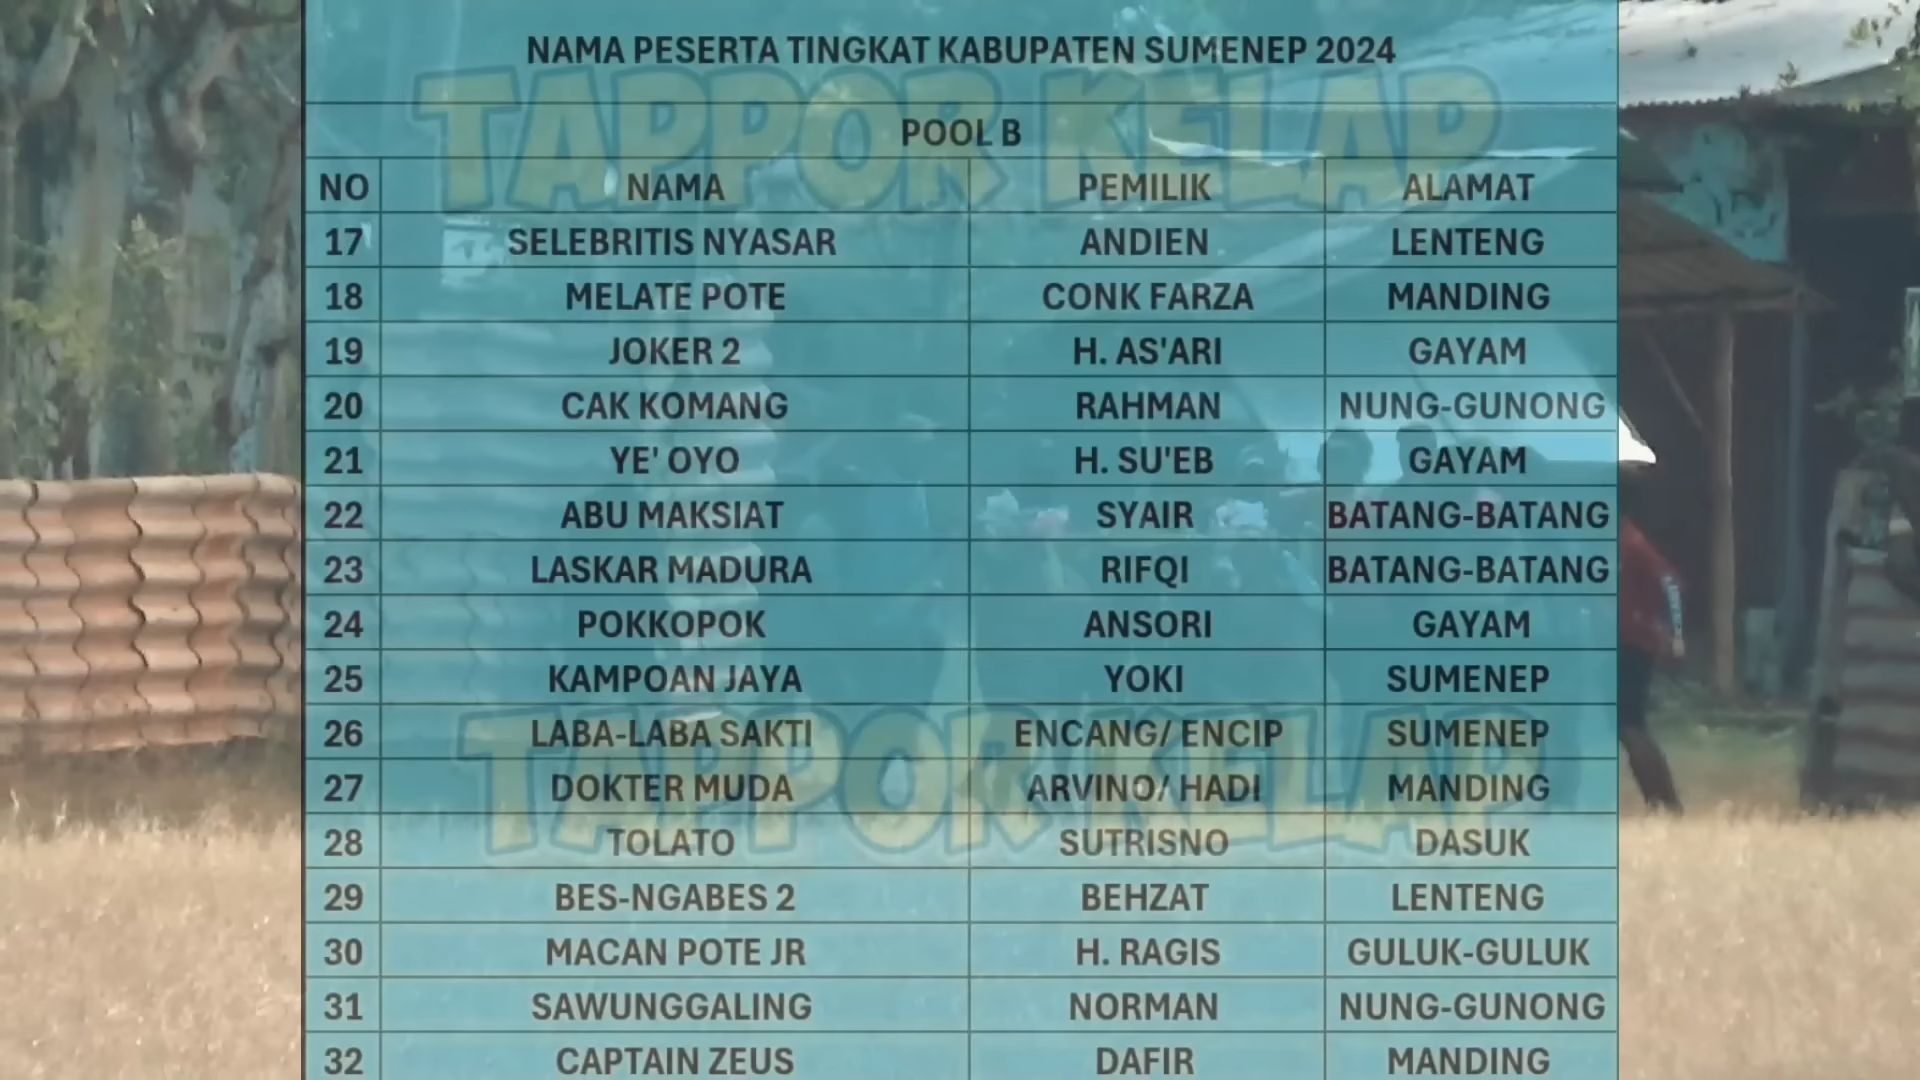 NAMA PESERTA TINGKAT KABUPATEN SUMENEP 2024
TAPPOR KELAP
POOL B
NO NAMA PEMILIK ALAMAT
17 SELEBRITIS NYASAR ANDIEN LENTENG
18 MELATE POTE CONK FARZA MANDING
19 JOKER 2 H. AS'ARI GAYAM
20 CAK KOMANG RAHMAN NUNG-GUNONG
21 YE' OYO H. SU'EB GAYAM
22 ABU MAKSIAT SYAIR BATANG-BATANG
23 LASKAR MADURA RIFQI BATANG-BATANG
24 POKKOPOK ANSORI GAYAM
25 KAMPOAN JAYA YOKI SUMENEP
26 LABA-LABA SAKTI ENCANG/ ENCIP SUMENEP
TAPPOR KELAP
27 DOKTER MUDA ARVINO/ HADI MANDING
28 TOLATO SUTRISNO DASUK
29 BES-NGABES 2 BEHZAT LENTENG
30 MACAN POTE JR H. RAGIS GULUK-GULUK
31 SAWUNGGALING NORMAN NUNG-GUNONG
32 CAPTAIN ZEUS DAFIR MANDING